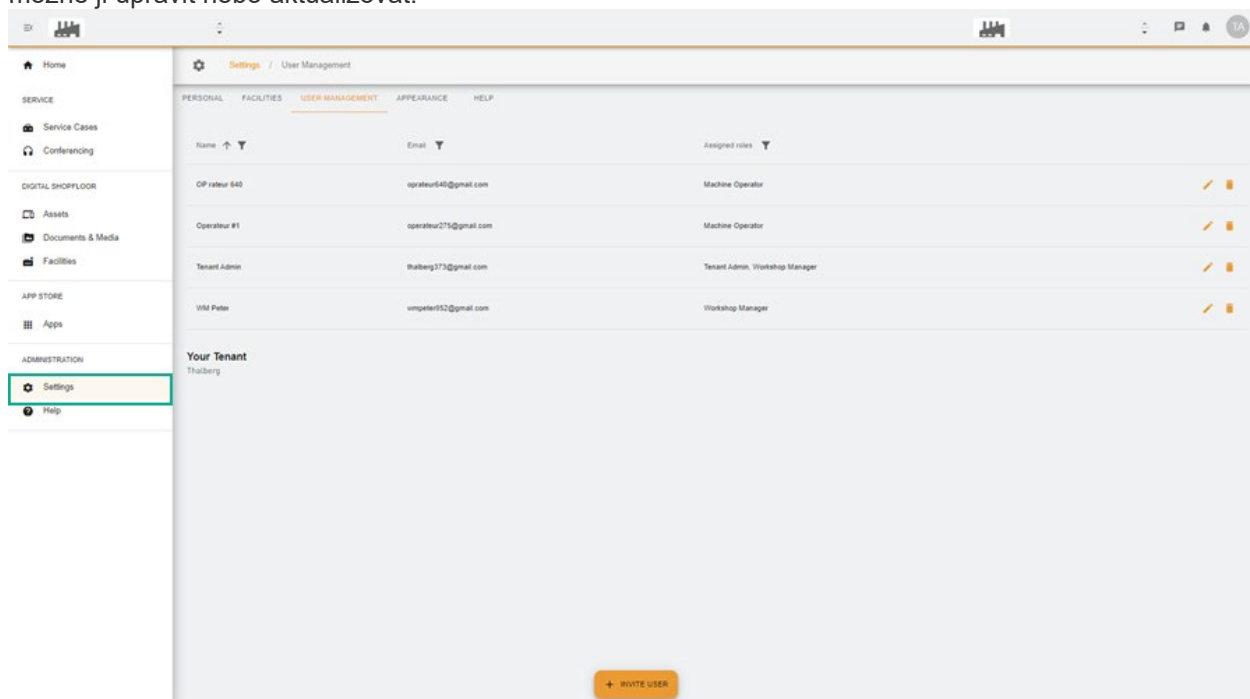 možné ji upravit nebo aktualizovat.
TA
Home
Settings / User Management
SERVICE
PERSONAL FACILITIES USER MANAGEMENT APPEARANCE HELP
Service Cases
Conferencing
Name Email Assigned roles
DIGITAL SHOPFLOOR
OP rateur 640 oprateur640@gmail.com Machine Operator
Assets
Operateur #1 operateur275@gmail.com Machine Operator
Documents & Media
Facilities
Tenant Admin thalberg373@gmail.com Tenant Admin, Workshop Manager
APP STORE
WM Peter wmpeter952@gmail.com Workshop Manager
Apps
ADMINISTRATION
Your Tenant
Thalberg
Settings
Help
+ INVITE USER